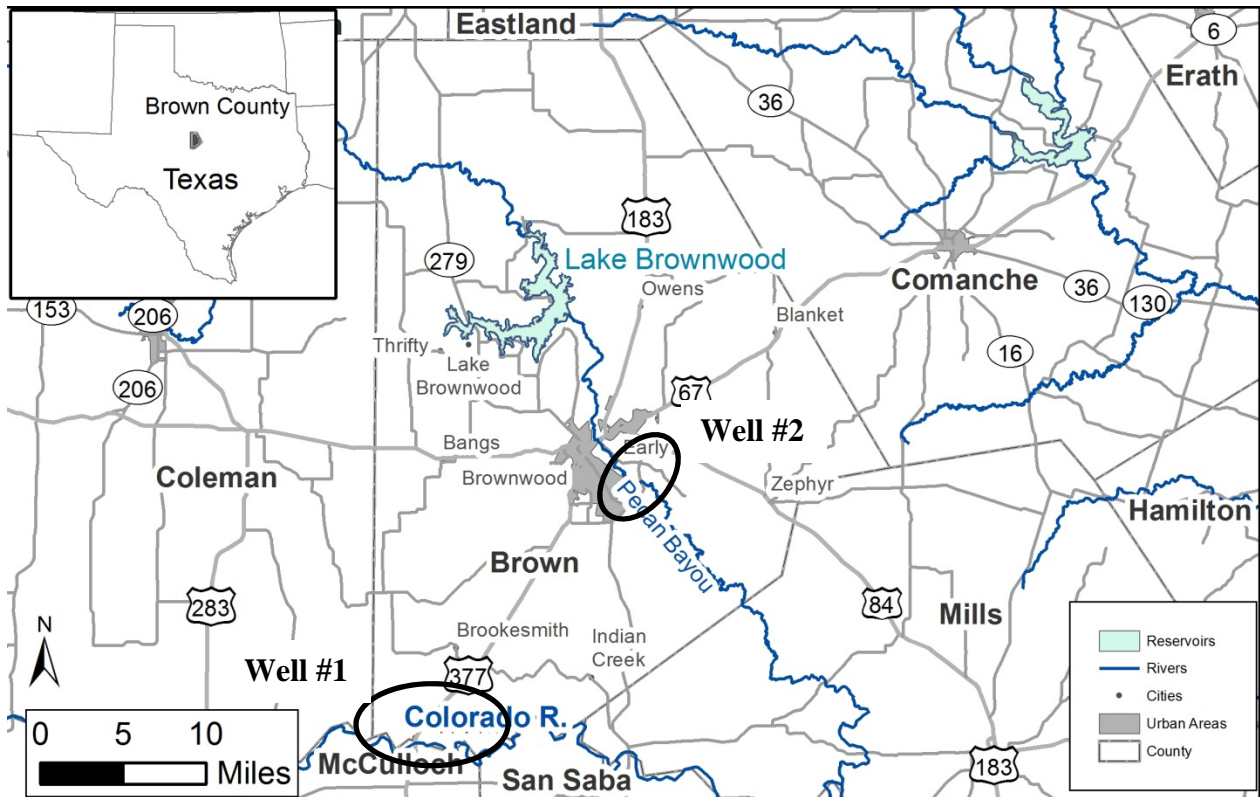 Eastland
6
Erath
36
Brown County
Texas
183
279
Lake Brownwood
Owens
Comanche
36
130
153
206
Blanket
Thrifty
Lake
Brownwood
16
206
67
Well #2
Bangs
Early
Coleman
Brownwood
Zephyr
Pecan Bayou
Hamilton
Brown
283
84
Mills
N
Brookesmith
Indian
Creek
Well #1
377
Colorado R.
McCulloch
San Saba
183
0 5 10
Miles
Reservoirs
Rivers
Cities
Urban Areas
County